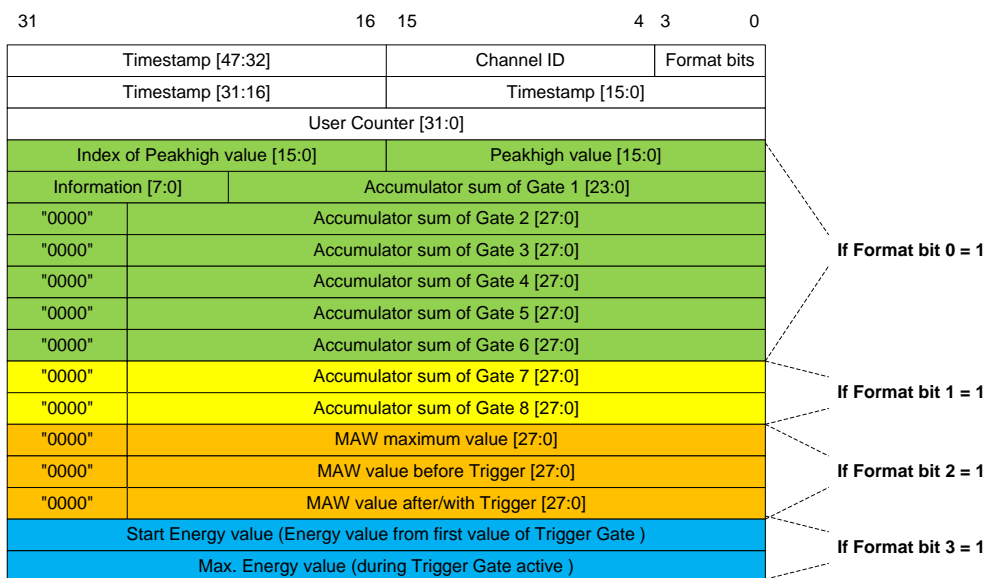 31 16 15 4 3 0
Timestamp [47:32] Channel ID Format bits
Timestamp [31:16] Timestamp [15:0]
User Counter [31:0]
Index of Peakhigh value [15:0] Peakhigh value [15:0]
Information [7:0] Accumulator sum of Gate 1 [23:0]
"0000" Accumulator sum of Gate 2 [27:0]
"0000" Accumulator sum of Gate 3 [27:0] If Format bit 0 = 1
"0000" Accumulator sum of Gate 4 [27:0]
"0000" Accumulator sum of Gate 5 [27:0]
"0000" Accumulator sum of Gate 6 [27:0]
"0000" Accumulator sum of Gate 7 [27:0]
If Format bit 1 = 1
"0000" Accumulator sum of Gate 8 [27:0]
"0000" MAW maximum value [27:0]
"0000" MAW value before Trigger [27:0] If Format bit 2 = 1
"0000" MAW value after/with Trigger [27:0]
Start Energy value (Energy value from first value of Trigger Gate )
If Format bit 3 = 1
Max. Energy value (during Trigger Gate active )